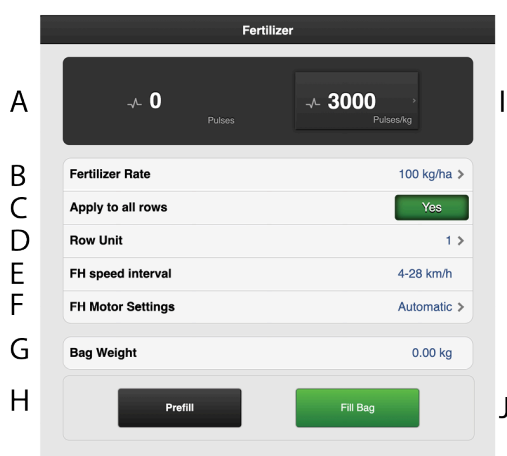 Fertilizer
A 0 Pulses 3000 Pulses/kg I
B Fertilizer Rate 100 kg/ha
C Apply to all rows Yes
D Row Unit 1
E FH speed interval 4-28 km/h
F FH Motor Settings Automatic
G Bag Weight 0.00 kg
H Prefill Fill Bag J